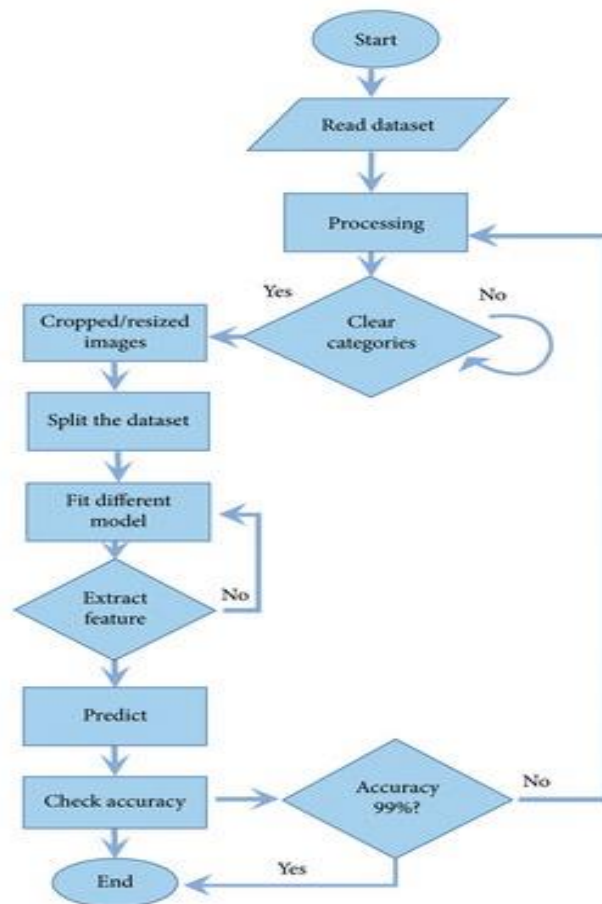 Start
Read dataset
Processing
Yes
No
Cropped/resized
images
Clear
categories
Split the dataset
Fit different
model
Extract
feature
No
Predict
Check accuracy
Accuracy
99%?
No
Yes
End